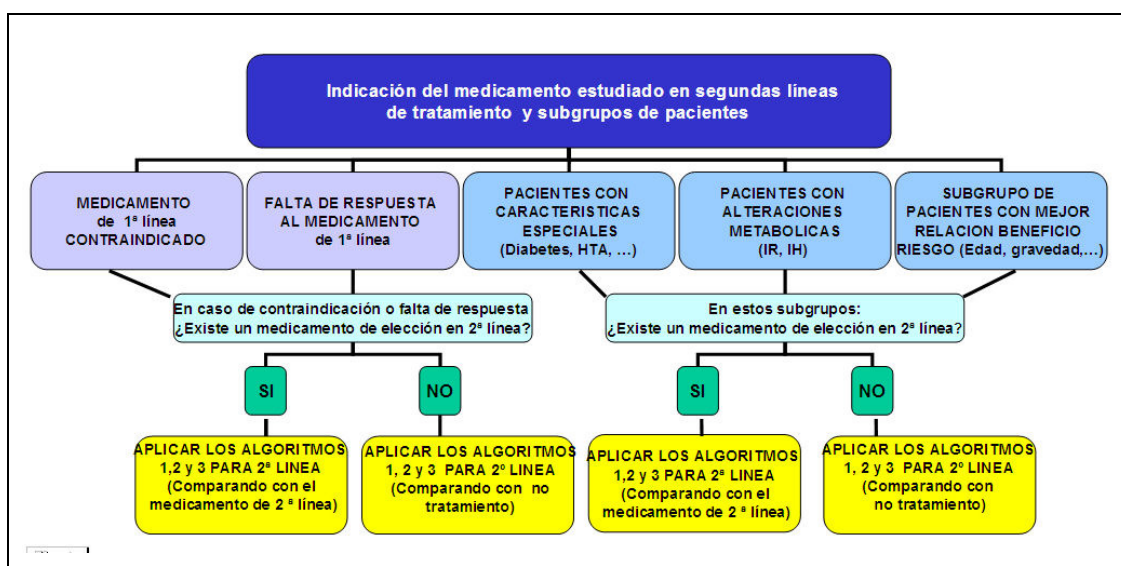 Indicación del medicamento estudiado en segundas líneas
de tratamiento y subgrupos de pacientes
MEDICAMENTO
de 1ª línea
CONTRAINDICADO
FALTA DE RESPUESTA
AL MEDICAMENTO
de 1ª línea
PACIENTES CON
CARACTERISTICAS
ESPECIALES
(Diabetes, HTA, ...)
PACIENTES CON
ALTERACIONES
METABOLICAS
(IR, IH)
SUBGRUPO DE
PACIENTES CON MEJOR
RELACION BENEFICIO
RIESGO (Edad, gravedad,...)
En caso de contraindicación o falta de respuesta
¿Existe un medicamento de elección en 2ª línea?
En estos subgrupos:
¿Existe un medicamento de elección en 2ª línea?
SI
NO
SI
NO
APLICAR LOS ALGORITMOS
1,2 y 3 PARA 2ª LINEA
(Comparando con el
medicamento de 2 ª línea)
APLICAR LOS ALGORITMOS
1, 2 y 3 PARA 2º LINEA
(Comparando con no
tratamiento)
APLICAR LOS ALGORITMOS
1,2 y 3 PARA 2ª LINEA
(Comparando con el
medicamento de 2 ª línea)
APLICAR LOS ALGORITMOS
1, 2 y 3 PARA 2º LINEA
(Comparando con
no tratamiento)